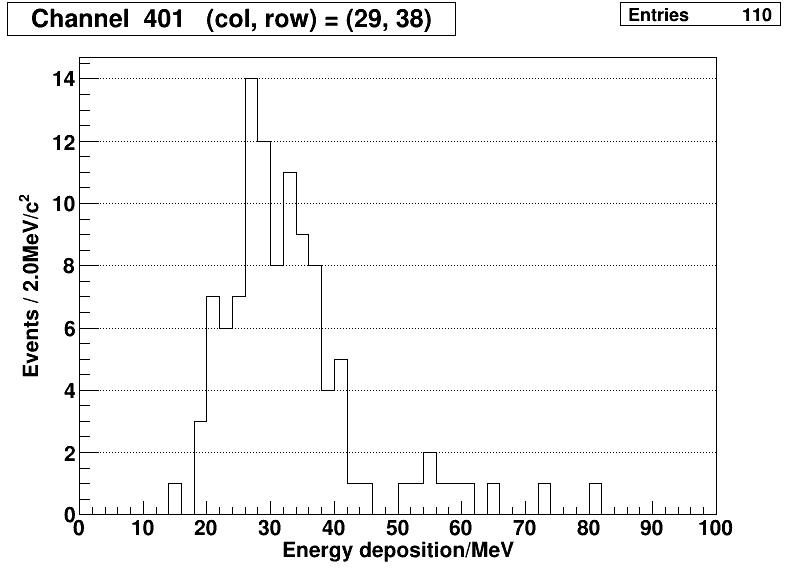 Channel 401 (col, row) = (29, 38)
Entries 110
Events / 2.0MeV/c²
14
12
10
8
6
4
2
0
0 10 20 30 40 50 60 70 80 90 100
Energy deposition/MeV